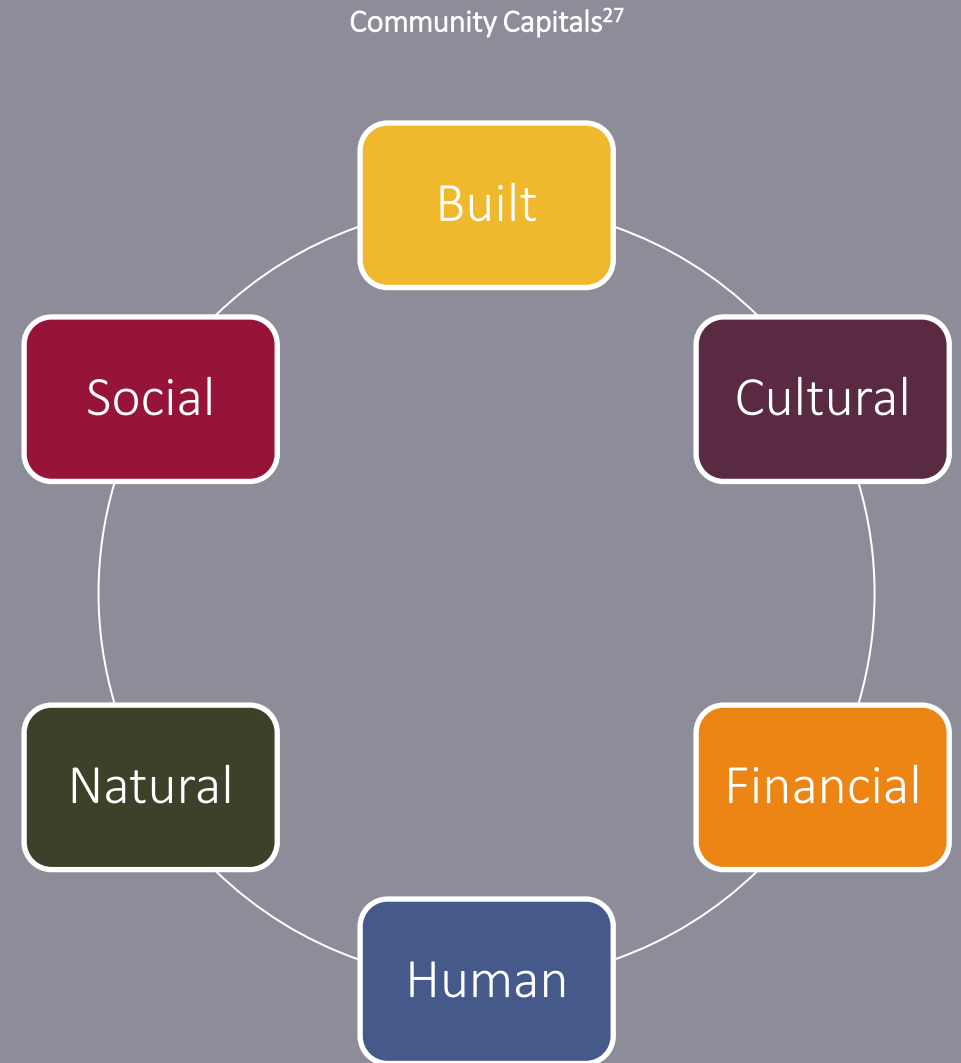 Community Capitals27
Built
Social
Cultural
Natural
Financial
Human